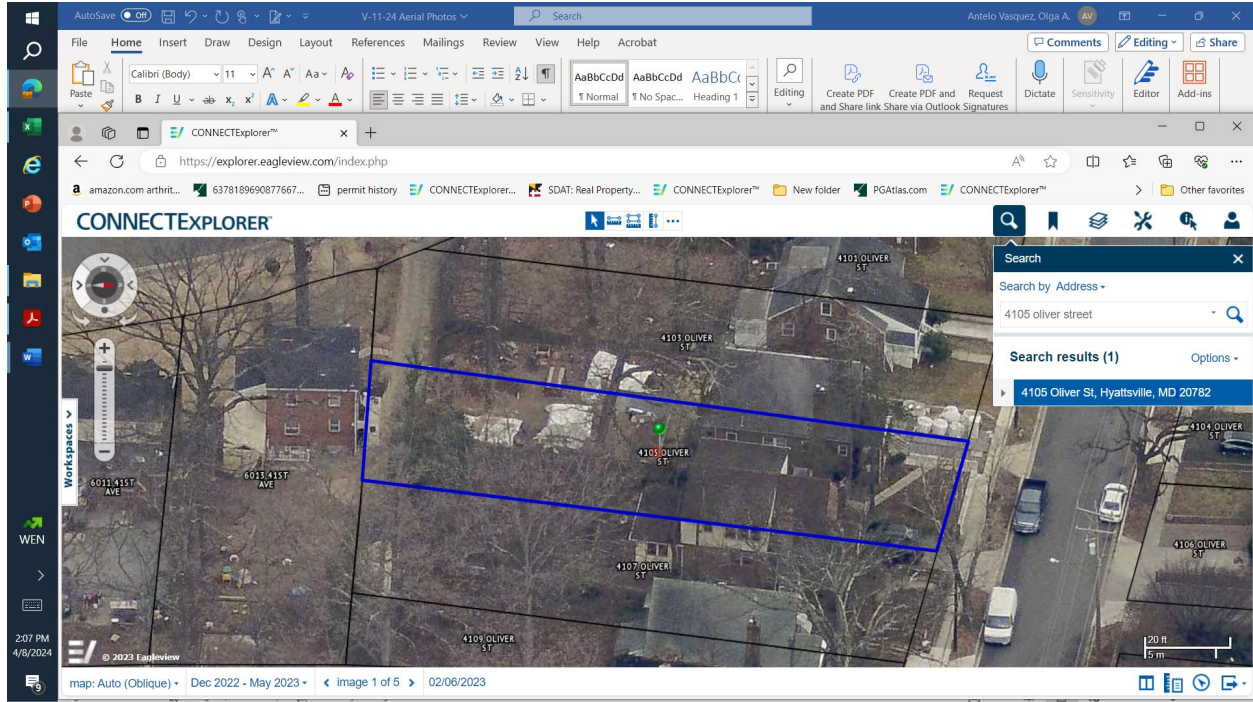 AutoSave Off V-11-24 Aerial Photos Search Antelo Vasquez, Olga A. AV
File Home Insert Draw Design Layout References Mailings Review View Help Acrobat Comments Editing Share
Calibri (Body) 11 A A Aa A
Paste B I U ab x, x² A A
AaBbCcDd AaBbCcDd AaBbCc
¶ Normal ¶ No Spac... Heading 1
Editing
Create PDF and Share link
Create PDF and Share via Outlook
Request Signatures
Dictate
Sensitivity
Editor
Add-ins
CONNECTExplorer™
https://explorer.eagleview.com/index.php
amazon.com arthrit... 6378189690877667... permit history CONNECTExplorer... SDAT: Real Property... CONNECTExplorer™ New folder PGAtlas.com CONNECTExplorer™ Other favorites
CONNECTEXPLORER™
Search
Search by Address
4105 oliver street
Search results (1) Options
4105 Oliver St, Hyattsville, MD 20782
4101 OLIVER
ST
4103 OLIVER
ST
4105 OLIVER
ST
4104 OLIVER
ST
6011 41ST
AVE
6013 41ST
AVE
4107 OLIVER
ST
4106 OLIVER
ST
4109 OLIVER
ST
Workspaces
WEN
2:07 PM
4/8/2024
9
© 2023 Eagleview
20 ft
5 m
map: Auto (Oblique) Dec 2022 - May 2023 image 1 of 5 02/06/2023